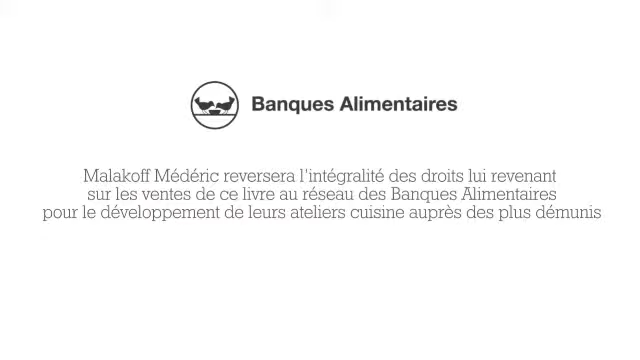 Banques Alimentaires
Malakoff Médéric reversera l'intégralité des droits lui revenant
sur les ventes de ce livre au réseau des Banques Alimentaires
pour le développement de leurs ateliers cuisine auprès des plus démunis